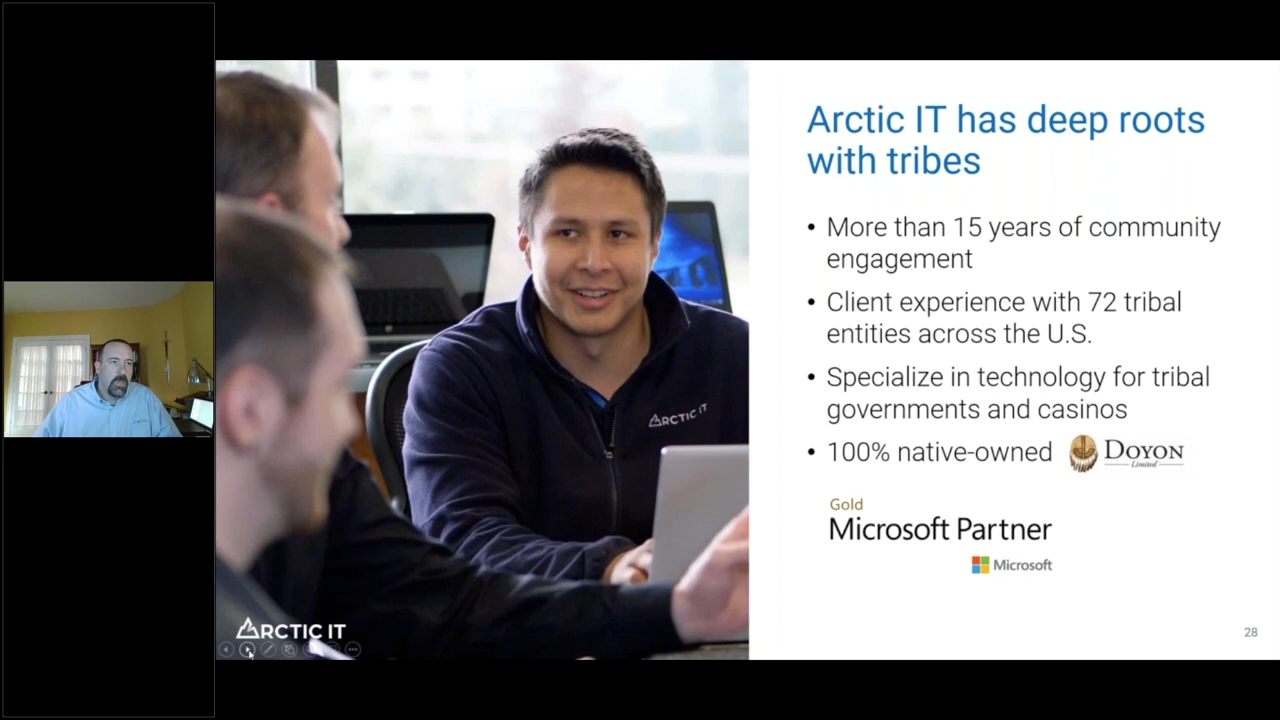 Arctic IT has deep roots
with tribes
• More than 15 years of community
engagement
• Client experience with 72 tribal
entities across the U.S.
• Specialize in technology for tribal
governments and casinos
• 100% native-owned
DOYON
Limited
Gold
Microsoft Partner
Microsoft
ARCTIC IT
ARCTIC IT
28